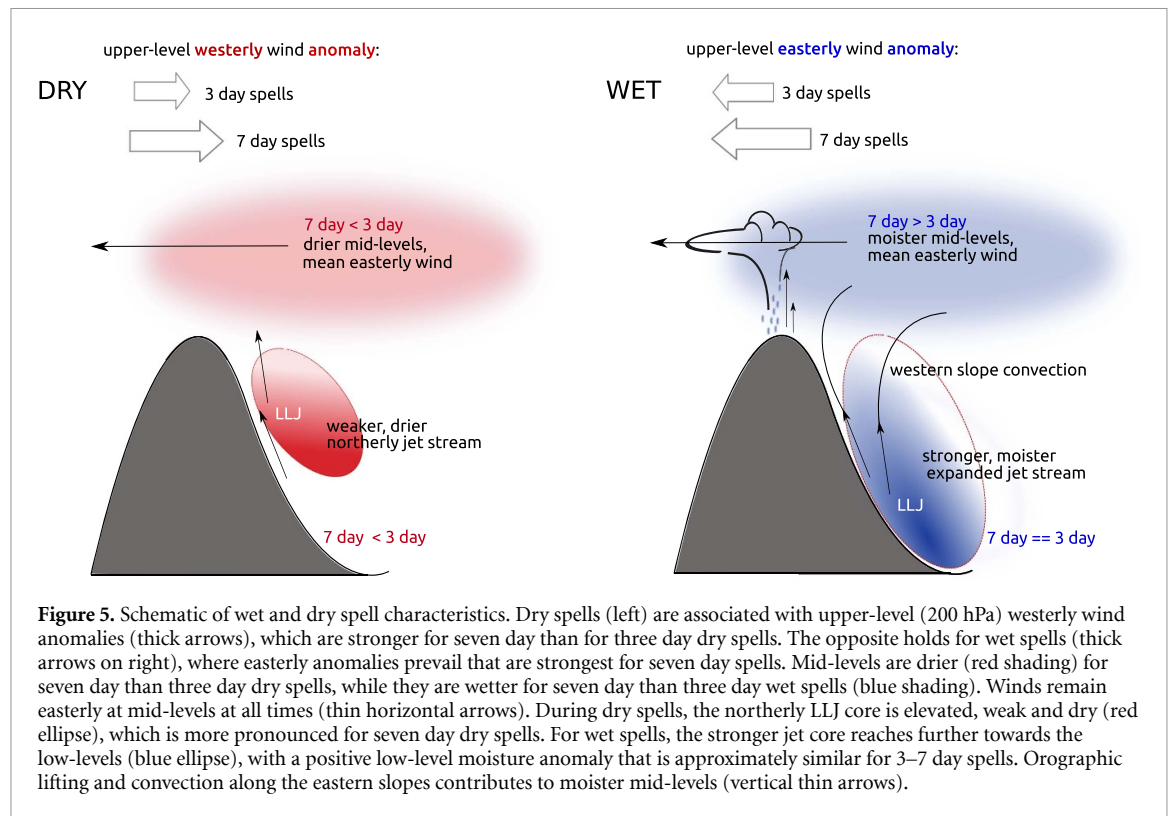 upper-level westerly wind anomaly:
DRY
3 day spells
7 day spells
7 day < 3 day
drier mid-levels,
mean easterly wind
LLJ
weaker, drier
northerly jet stream
7 day < 3 day
upper-level easterly wind anomaly:
WET
3 day spells
7 day spells
7 day > 3 day
moister mid-levels,
mean easterly wind
western slope convection
stronger, moister
expanded jet stream
LLJ
7 day == 3 day
Figure 5. Schematic of wet and dry spell characteristics. Dry spells (left) are associated with upper-level (200 hPa) westerly wind
anomalies (thick arrows), which are stronger for seven day than for three day dry spells. The opposite holds for wet spells (thick
arrows on right), where easterly anomalies prevail that are strongest for seven day spells. Mid-levels are drier (red shading) for
seven day than three day dry spells, while they are wetter for seven day than three day wet spells (blue shading). Winds remain
easterly at mid-levels at all times (thin horizontal arrows). During dry spells, the northerly LLJ core is elevated, weak and dry (red
ellipse), which is more pronounced for seven day dry spells. For wet spells, the stronger jet core reaches further towards the
low-levels (blue ellipse), with a positive low-level moisture anomaly that is approximately similar for 3–7 day spells. Orographic
lifting and convection along the eastern slopes contributes to moister mid-levels (vertical thin arrows).